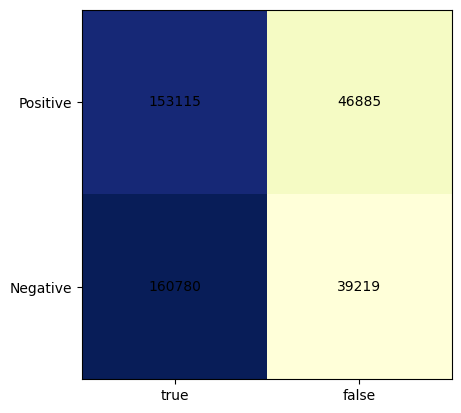 Positive 153115 46885
Negative 160780 39219
true false